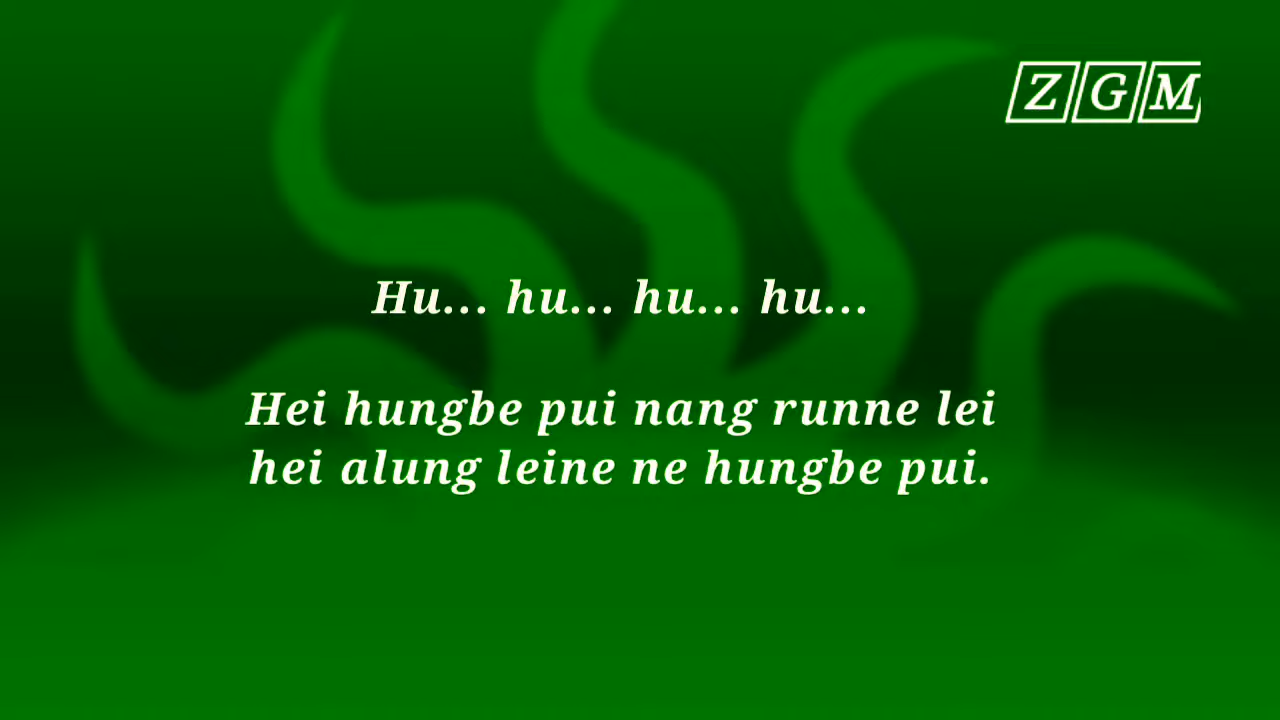 ZGM
Hu... hu... hu... hu...
Hei hungbe pui nang runne lei
hei alung leine ne hungbe pui.